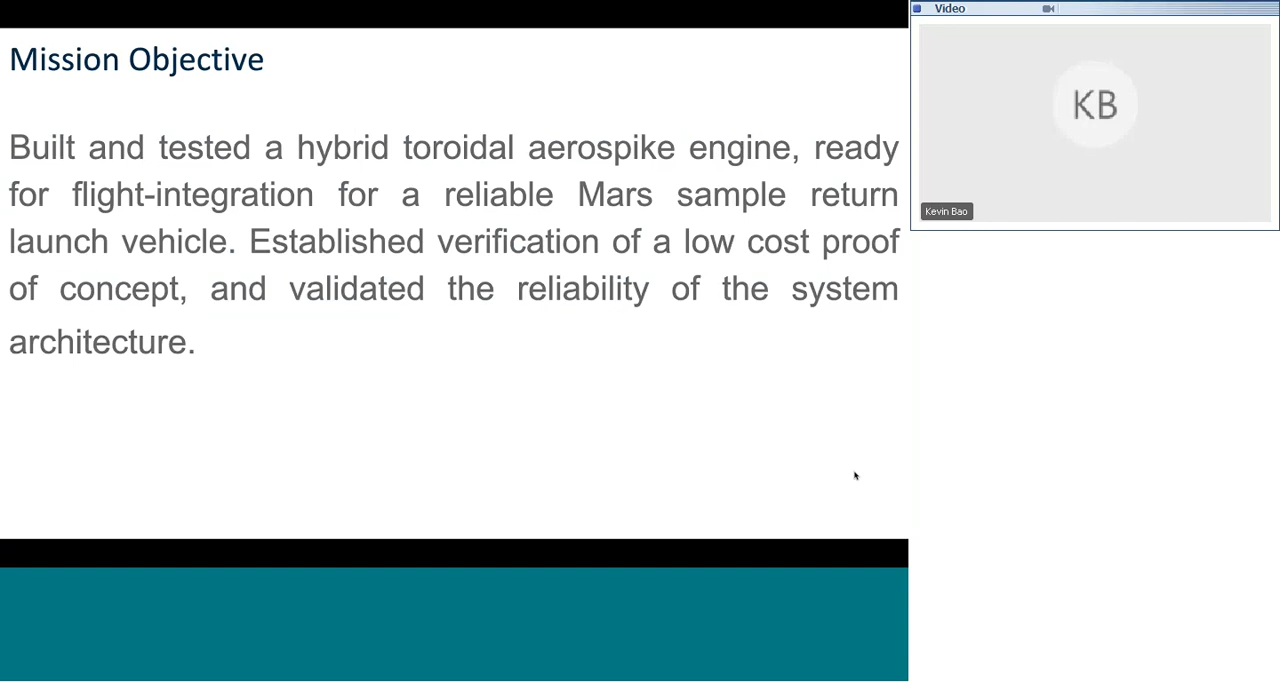 Mission Objective
Built and tested a hybrid toroidal aerospike engine, ready
for flight-integration for a reliable Mars sample return
launch vehicle. Established verification of a low cost proof
of concept, and validated the reliability of the system
architecture.
Video
KB
Kevin Bao